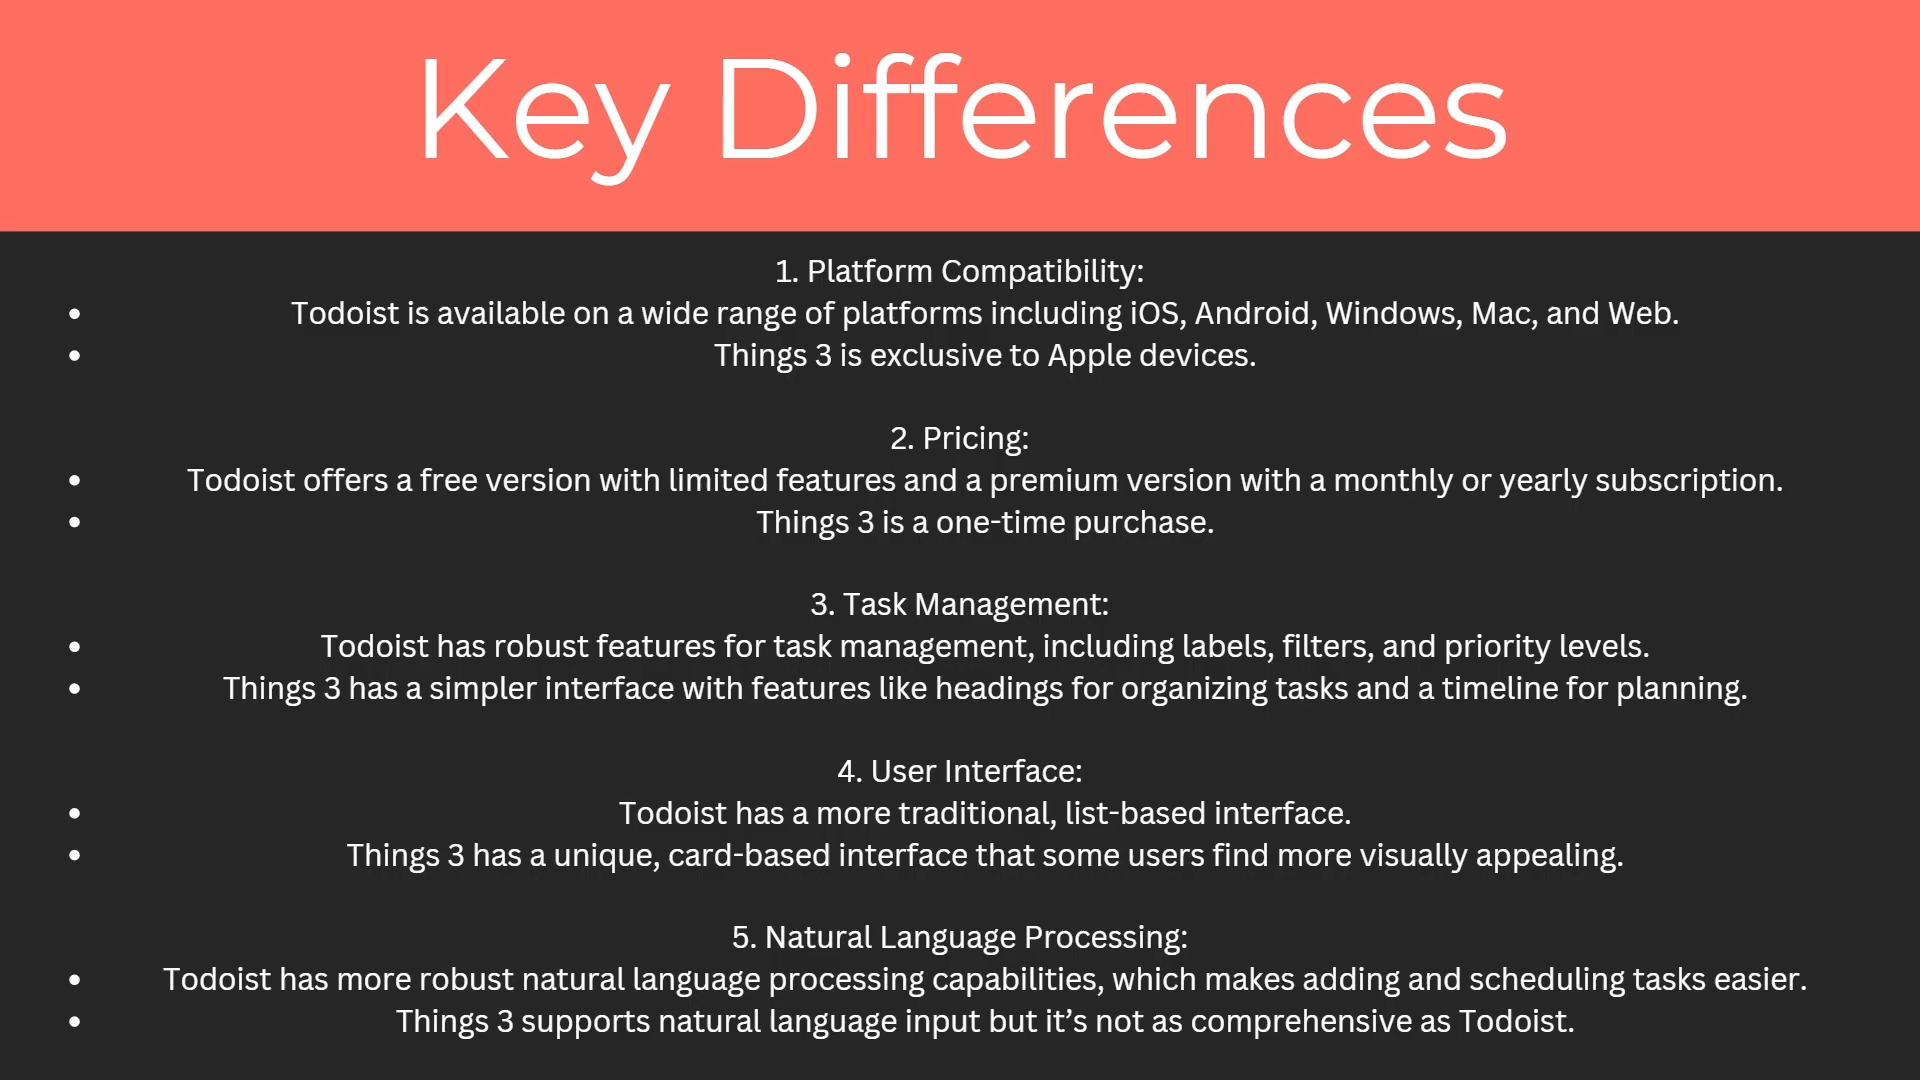 Key Differences
1. Platform Compatibility:
• Todoist is available on a wide range of platforms including iOS, Android, Windows, Mac, and Web.
• Things 3 is exclusive to Apple devices.
2. Pricing:
• Todoist offers a free version with limited features and a premium version with a monthly or yearly subscription.
• Things 3 is a one-time purchase.
3. Task Management:
• Todoist has robust features for task management, including labels, filters, and priority levels.
• Things 3 has a simpler interface with features like headings for organizing tasks and a timeline for planning.
4. User Interface:
• Todoist has a more traditional, list-based interface.
• Things 3 has a unique, card-based interface that some users find more visually appealing.
5. Natural Language Processing:
• Todoist has more robust natural language processing capabilities, which makes adding and scheduling tasks easier.
• Things 3 supports natural language input but it’s not as comprehensive as Todoist.